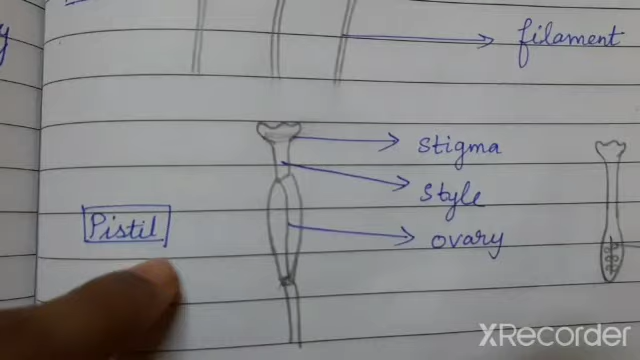 filament
Stigma
Style
Pistil
ovary
XRecorder